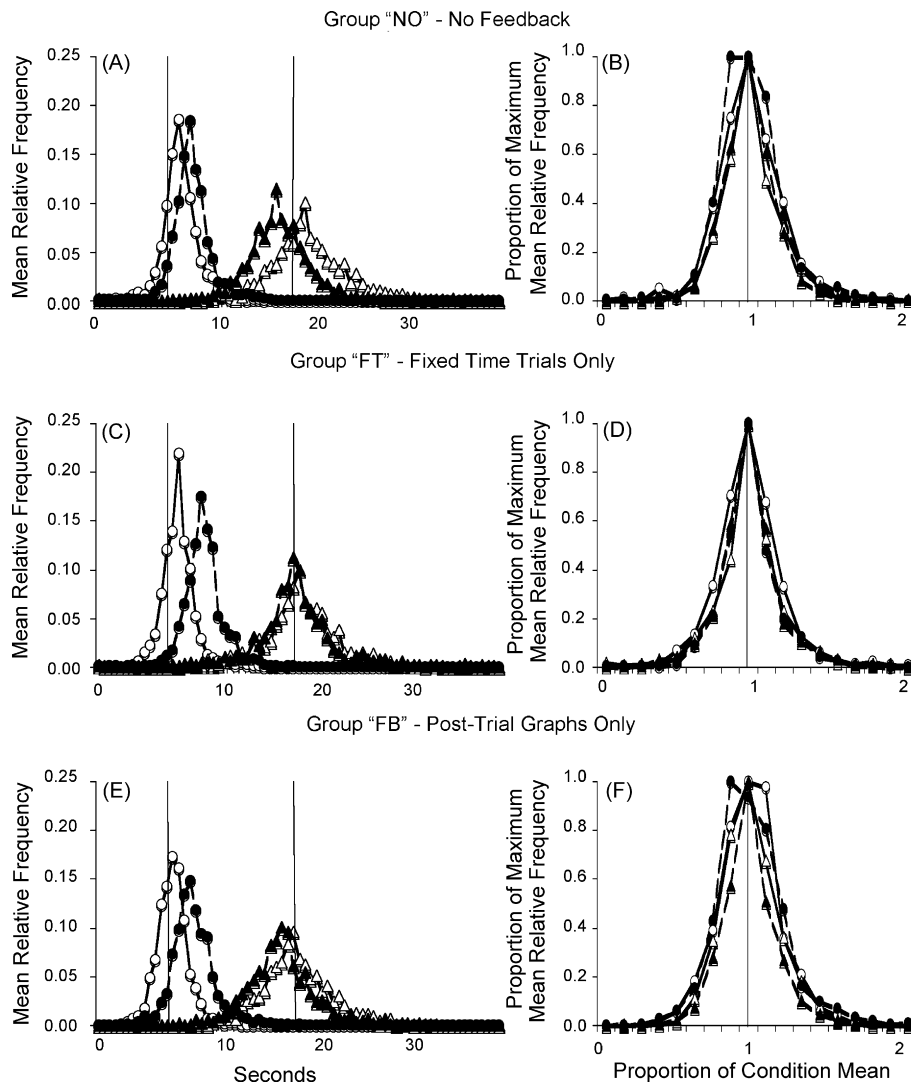 Group “NO” - No Feedback
(A)
Mean Relative Frequency
0.25
0.20
0.15
0.10
0.05
0.00
0 10 20 30
(B)
Proportion of Maximum
Mean Relative Frequency
1.0
0.8
0.6
0.4
0.2
0.0
0 1 2
Group “FT” - Fixed Time Trials Only
(C)
Mean Relative Frequency
0.25
0.20
0.15
0.10
0.05
0.00
0 10 20 30
(D)
Proportion of Maximum
Mean Relative Frequency
1.0
0.8
0.6
0.4
0.2
0.0
0 1 2
Group “FB” - Post-Trial Graphs Only
(E)
Mean Relative Frequency
0.25
0.20
0.15
0.10
0.05
0.00
0 10 20 30
Seconds
(F)
Proportion of Maximum
Mean Relative Frequency
1.0
0.8
0.6
0.4
0.2
0.0
0 1 2
Proportion of Condition Mean